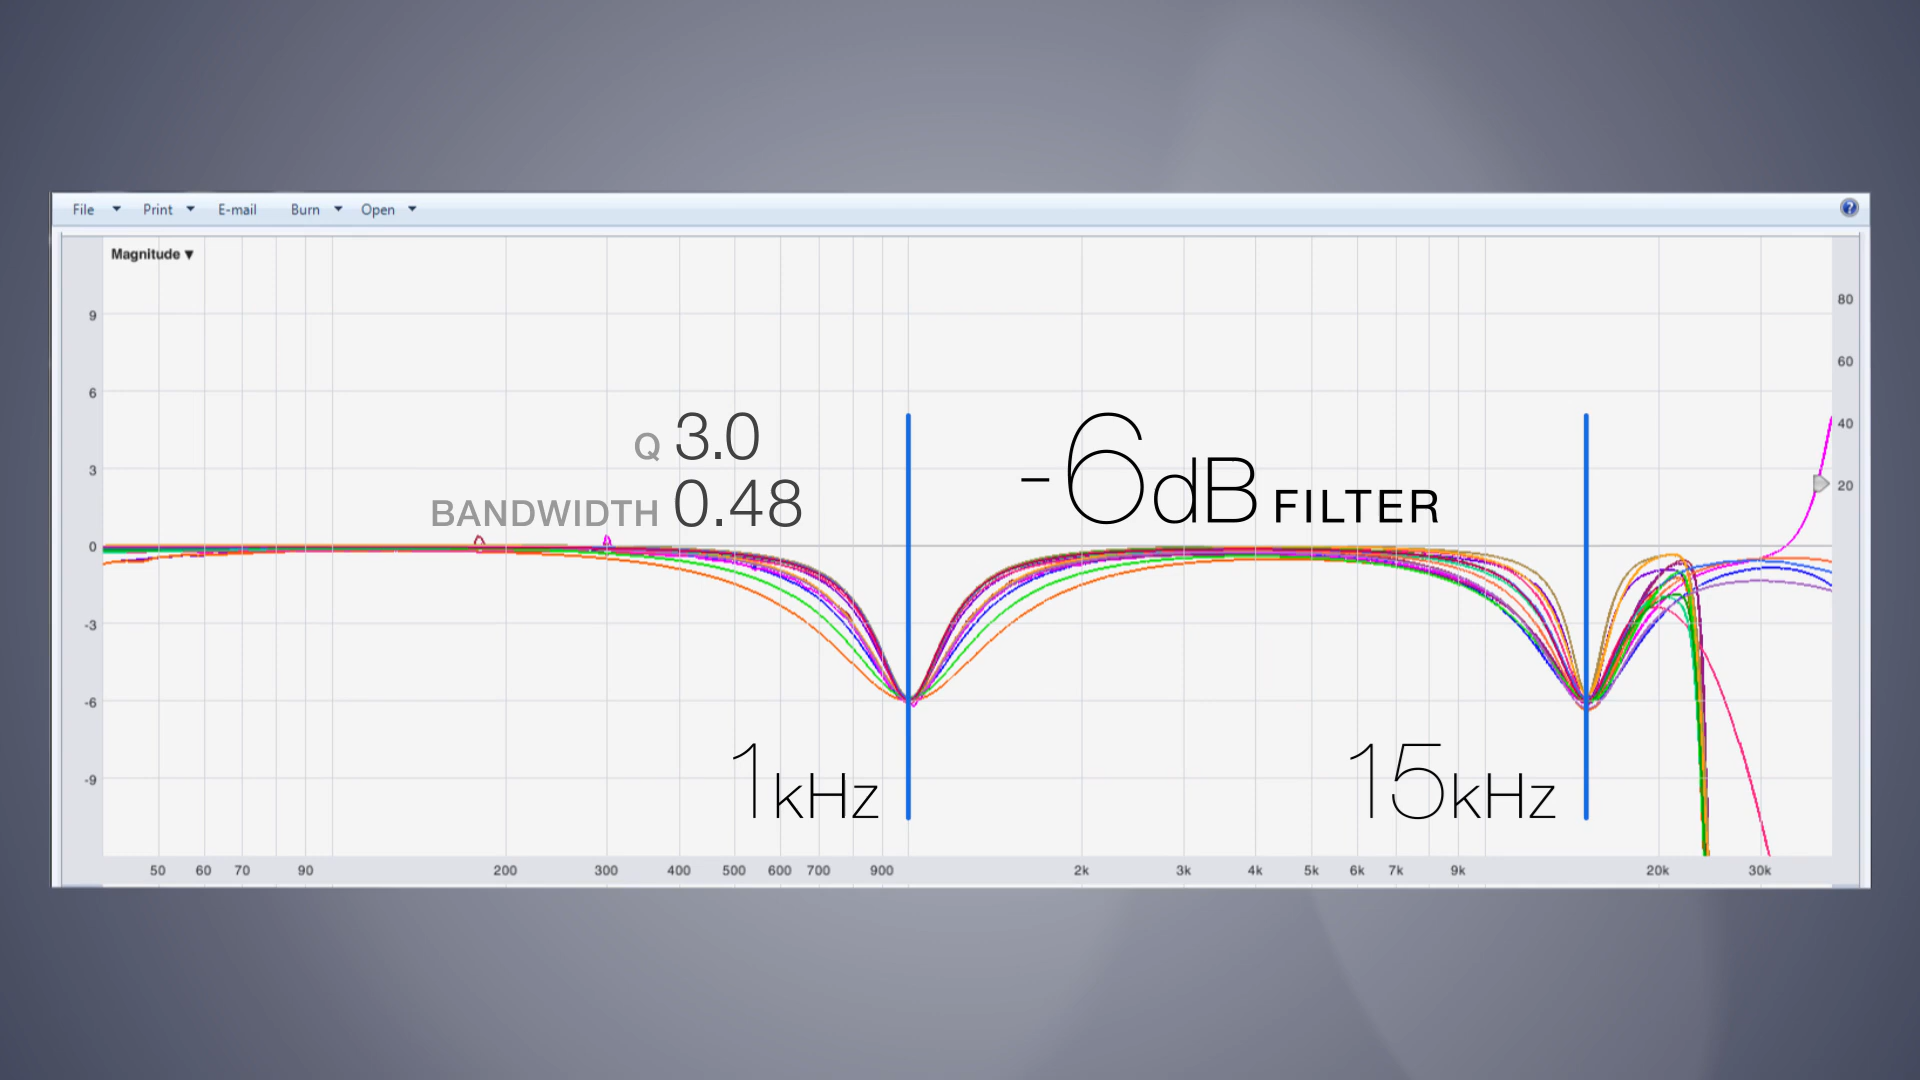 File Print E-mail Burn Open ?
Magnitude ▼
9
6
3
0
-3
-6
-9
80
60
40
20
Q 3.0
BANDWIDTH 0.48
-6dB FILTER
1kHz
15kHz
50 60 70 90 200 300 400 500 600 700 900 2k 3k 4k 5k 6k 7k 9k 20k 30k